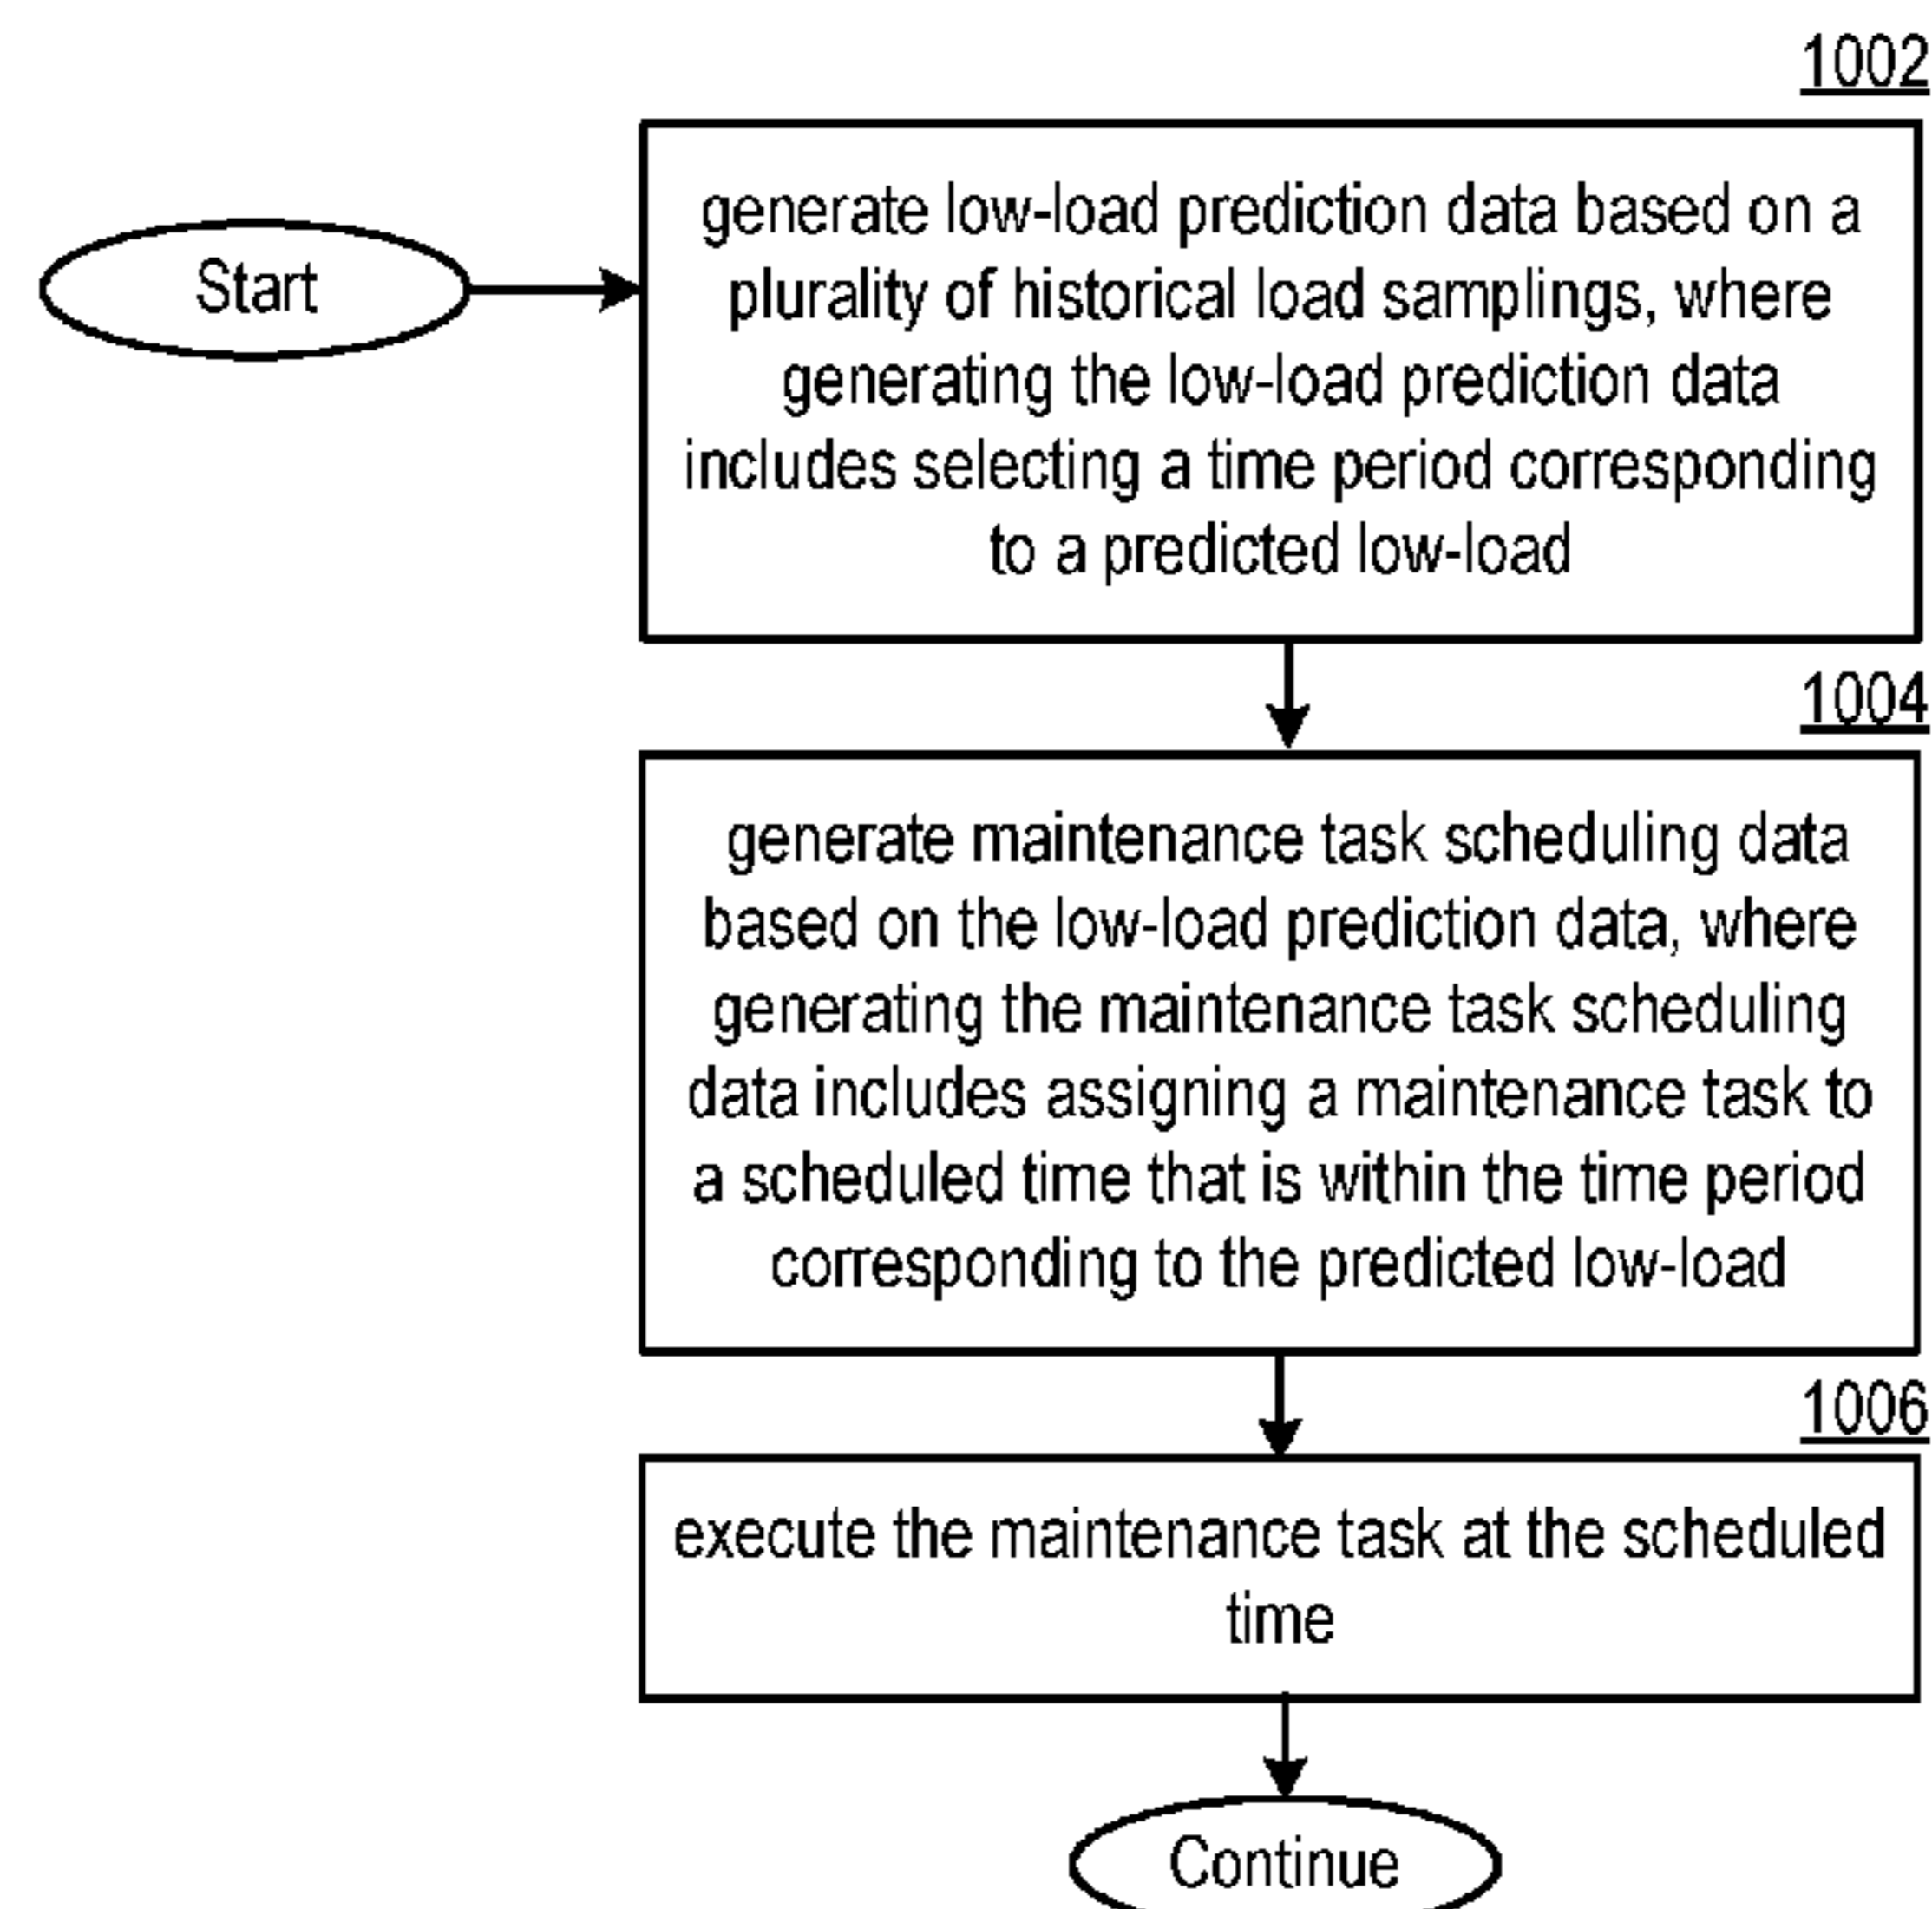 1002
Start
generate low-load prediction data based on a
plurality of historical load samplings, where
generating the low-load prediction data
includes selecting a time period corresponding
to a predicted low-load
1004
generate maintenance task scheduling data
based on the low-load prediction data, where
generating the maintenance task scheduling
data includes assigning a maintenance task to
a scheduled time that is within the time period
corresponding to the predicted low-load
1006
execute the maintenance task at the scheduled
time
Continue